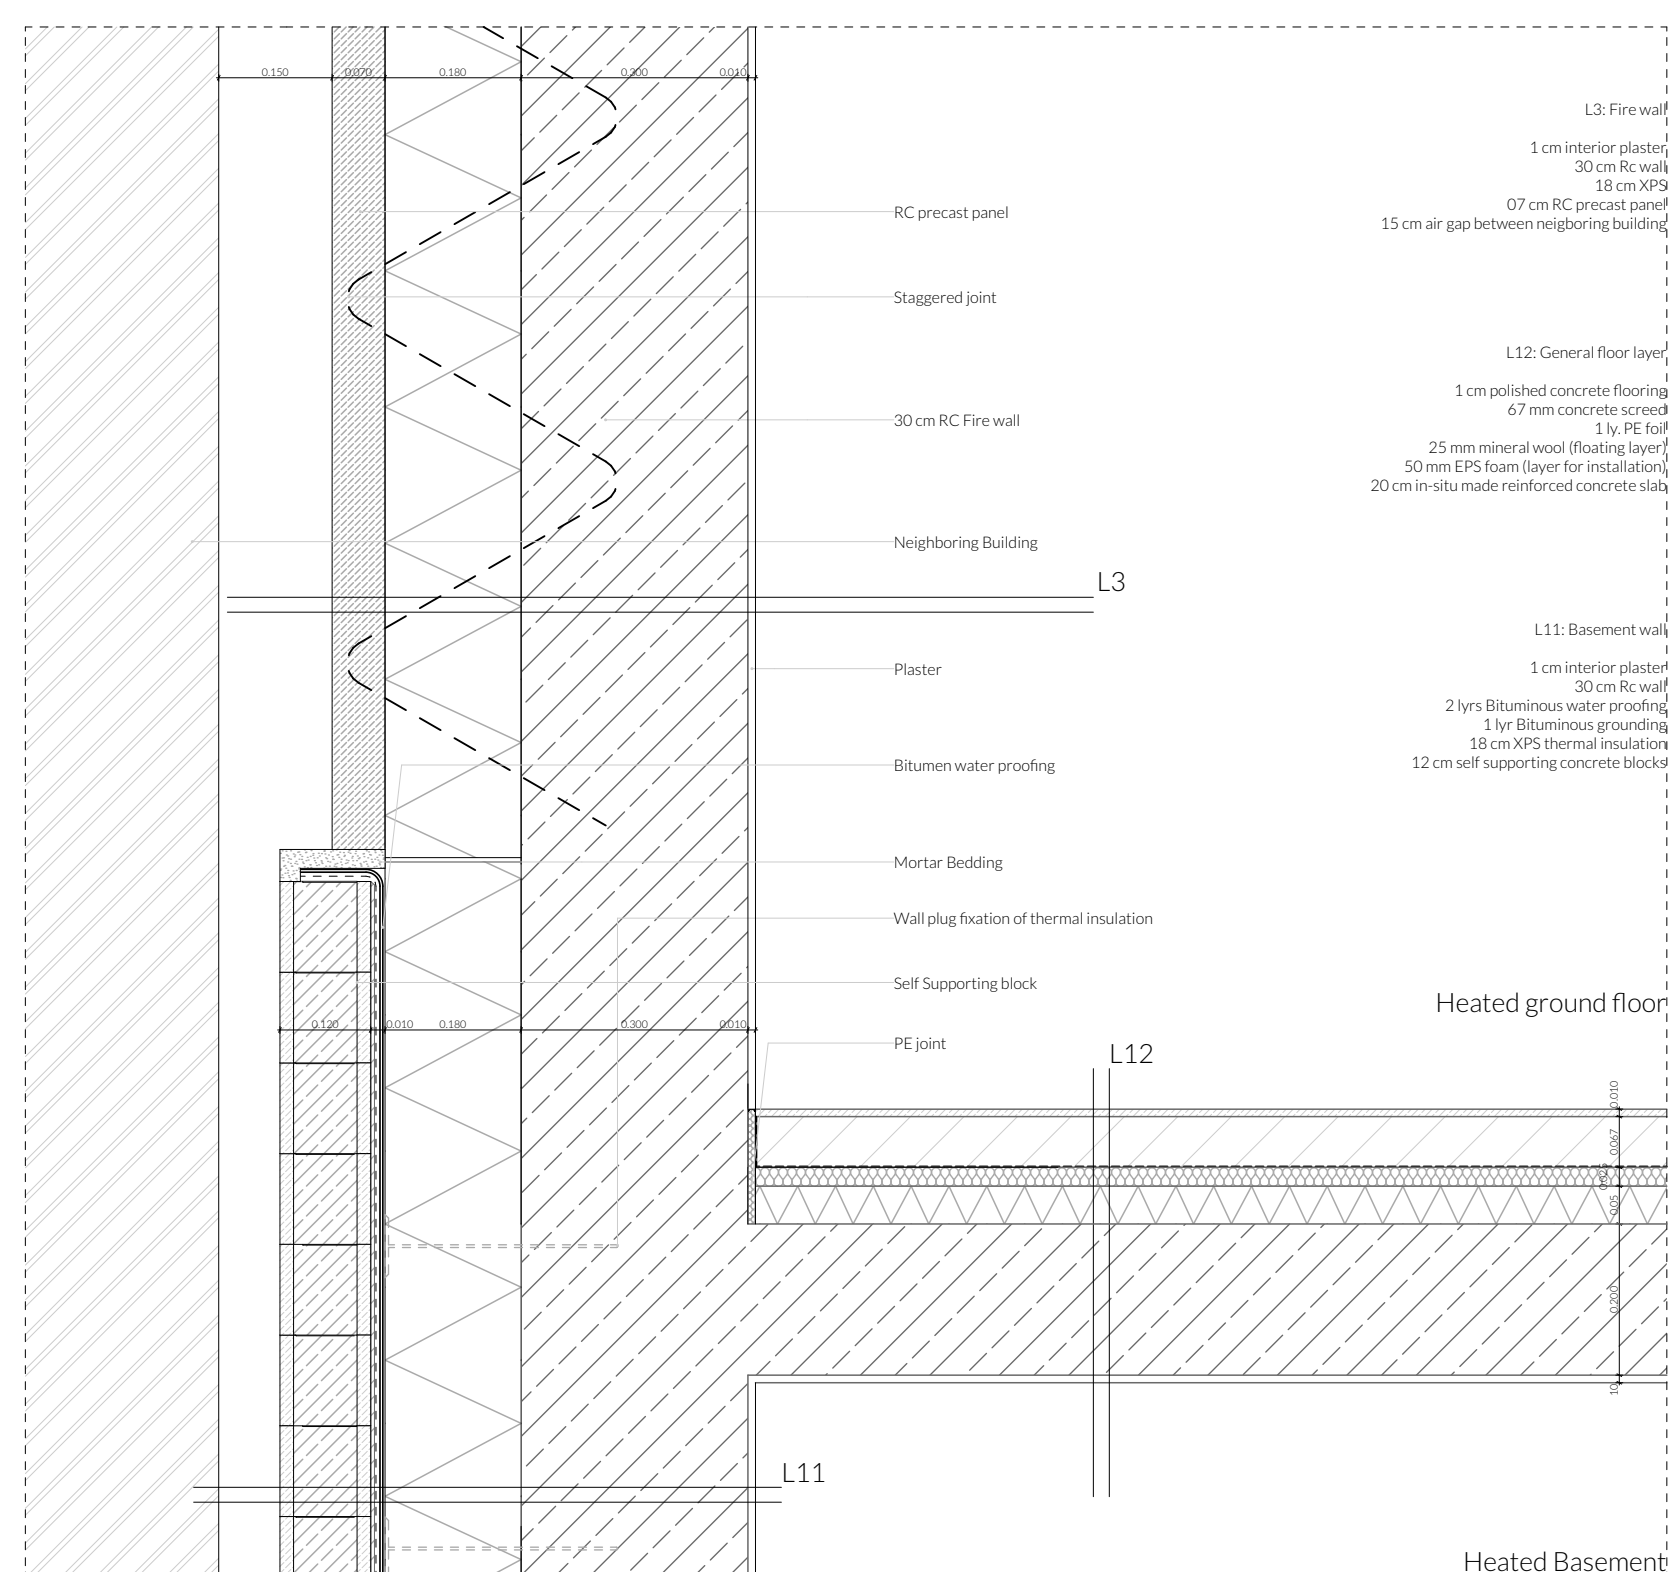 0.150
0.070
0.180
0.300
0.010
L3: Fire wall
1 cm interior plaster
30 cm Rc wall
18 cm XPS
07 cm RC precast panel
15 cm air gap between neigboring building
RC precast panel
Staggered joint
L12: General floor layer
1 cm polished concrete flooring
67 mm concrete screed
1 ly. PE foil
25 mm mineral wool (floating layer)
50 mm EPS foam (layer for installation)
20 cm in-situ made reinforced concrete slab
30 cm RC Fire wall
Neighboring Building
L3
L11: Basement wall
1 cm interior plaster
30 cm Rc wall
2 lyrs Bituminous water proofing
1 lyr Bituminous grounding
18 cm XPS thermal insulation
12 cm self supporting concrete blocks
Plaster
Bitumen water proofing
Mortar Bedding
Wall plug fixation of thermal insulation
Self Supporting block
Heated ground floor
0.120
0.010
0.180
0.300
0.010
PE joint
L12
0.010
0.067
0.025
0.05
0.200
10
L11
Heated Basement